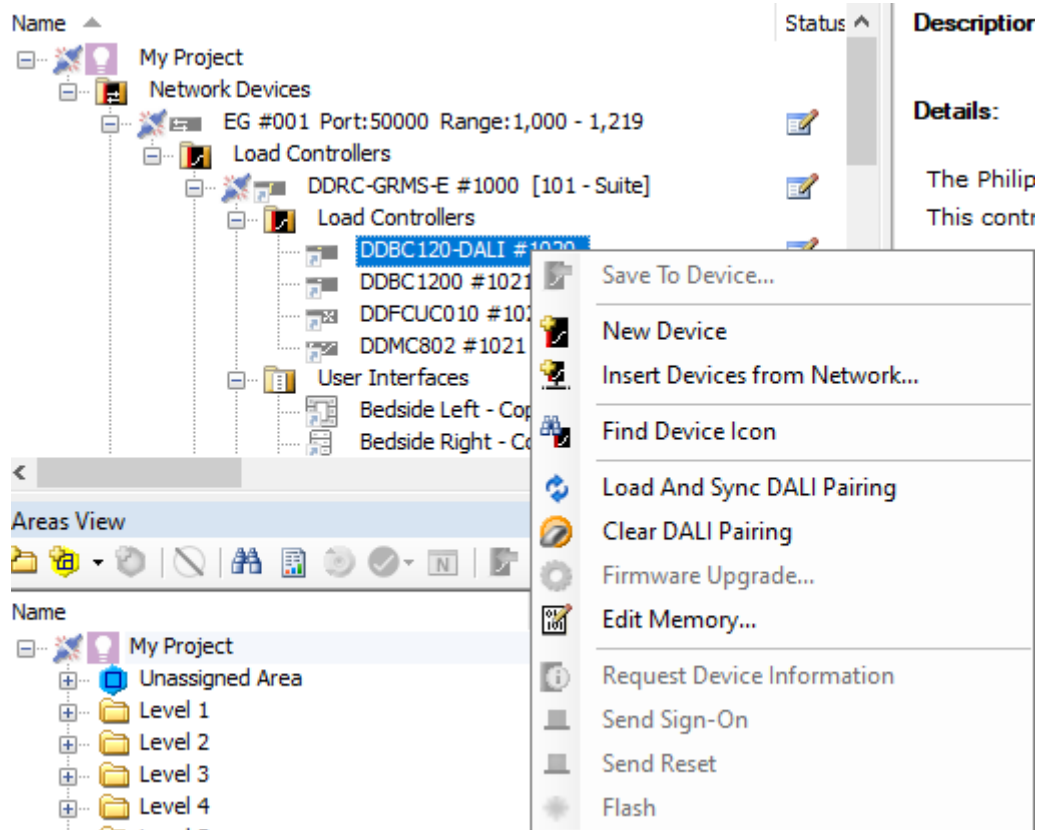 Name
Status
My Project
Network Devices
EG #001 Port:50000 Range:1,000 - 1,219
Load Controllers
DDRC-GRMS-E #1000 [101 - Suite]
Load Controllers
DDBC120-DALI #1020
DDBC1200 #1021
DDFCUC010 #102
DDMC802 #1021
User Interfaces
Bedside Left - Cop
Bedside Right - Co
Description
Details:
The Philip
This contr
Save To Device...
New Device
Insert Devices from Network...
Find Device Icon
Load And Sync DALI Pairing
Clear DALI Pairing
Firmware Upgrade...
Edit Memory...
Request Device Information
Send Sign-On
Send Reset
Flash
Areas View
Name
My Project
Unassigned Area
Level 1
Level 2
Level 3
Level 4